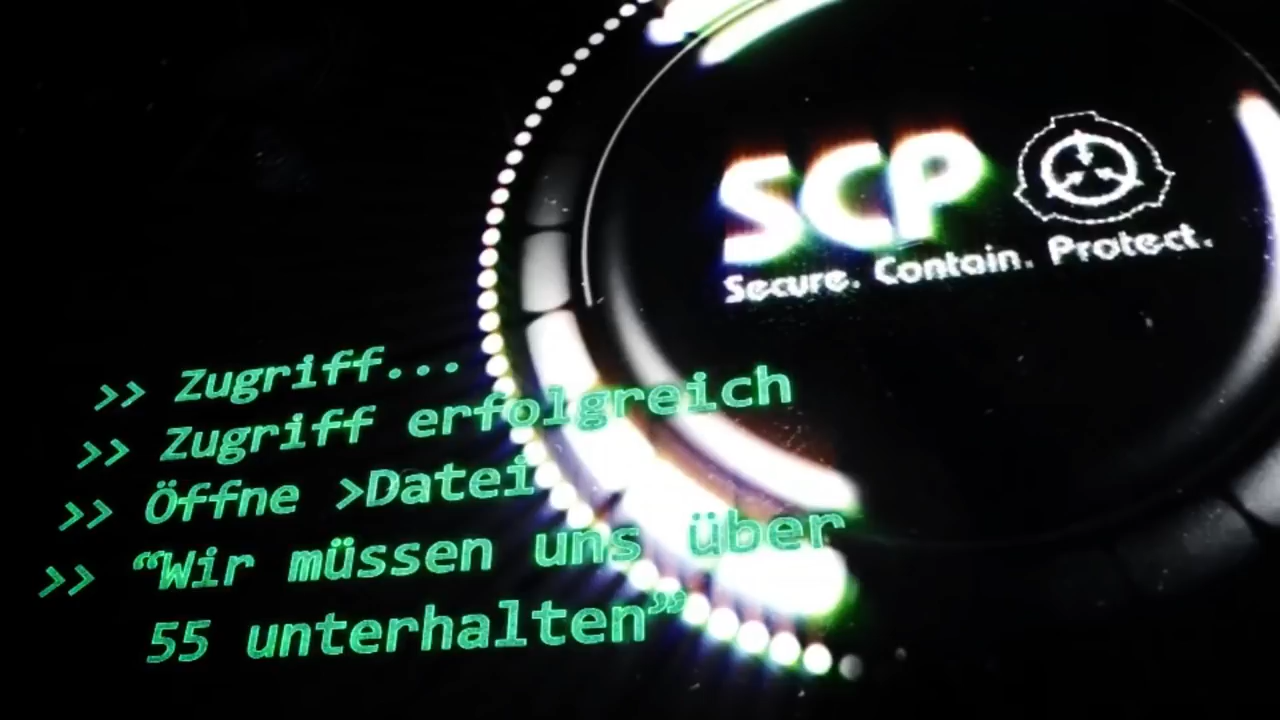 SCP
Secure. Contain. Protect.
>> Zugriff...
>> Zugriff erfolgreich
>> Öffne >Datei
>> “Wir müssen uns über
55 unterhalten”